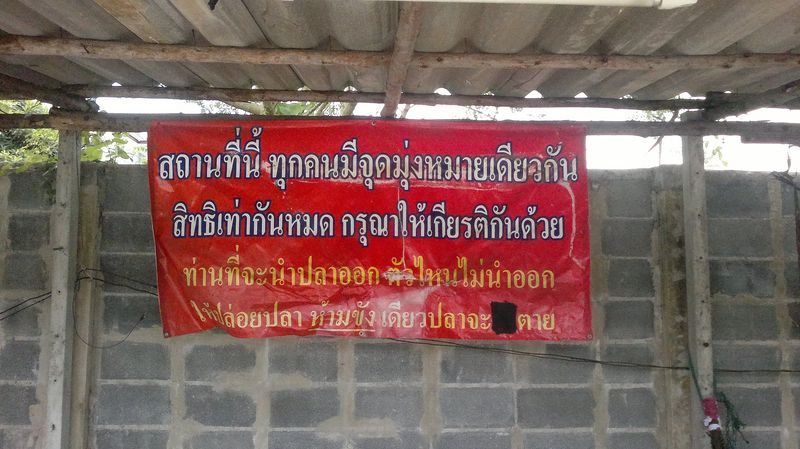 สถานที่นี้ ทุกคนมีจุดมุ่งหมายเดียวกัน
สิทธิเท่ากันหมด กรุณาให้เกียรติกันด้วย
ท่านที่จะนำปลาออก ตัวไหนไม่นำออก
ให้ปล่อยปลา ห้ามขัง เดียวปลาจะ ตาย